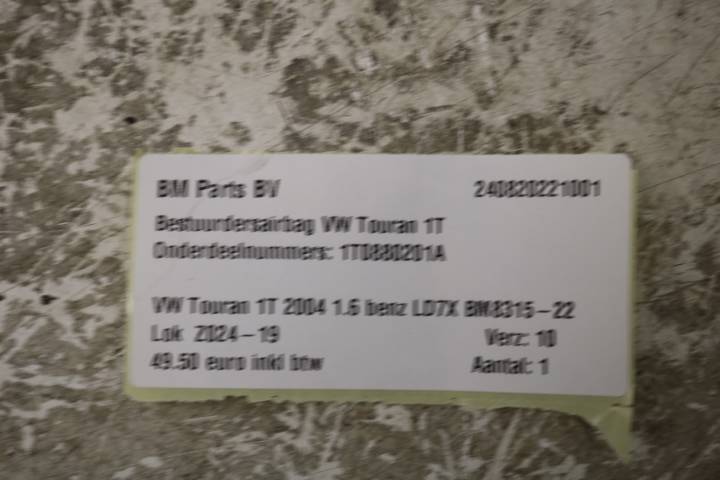 BM Parts BV 240820221001
Bestuurdersairbag VW Touran 1T
Onderdeelnummers: 1T0880201A
VW Touran 1T 2004 1.6 benz LD7X BM8315-22
Lok Z024-19 Verz: 10
49.50 euro inkl btw Aantal: 1